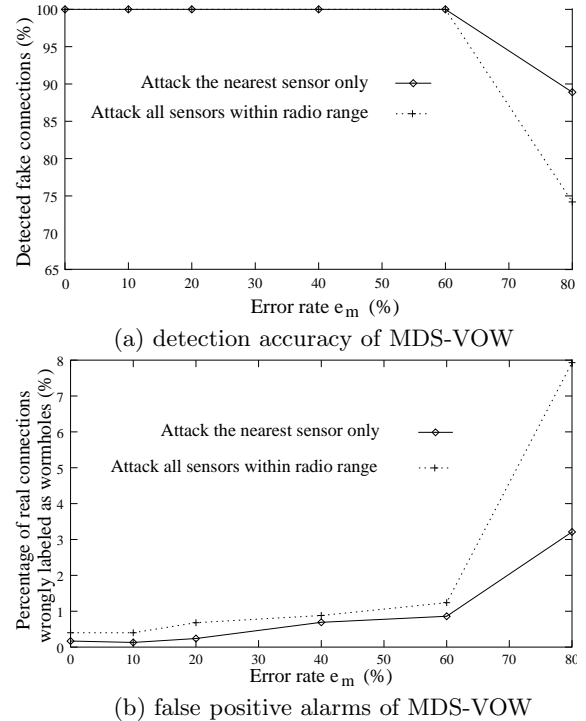 100
95
90
85
80
75
70
65
Detected fake connections (%)
Attack the nearest sensor only
Attack all sensors within radio range
0 10 20 30 40 50 60 70 80
Error rate e_m (%)
(a) detection accuracy of MDS-VOW
8
7
6
5
4
3
2
1
0
Percentage of real connections
wrongly labeled as wormholes (%)
Attack the nearest sensor only
Attack all sensors within radio range
0 10 20 30 40 50 60 70 80
Error rate e_m (%)
(b) false positive alarms of MDS-VOW